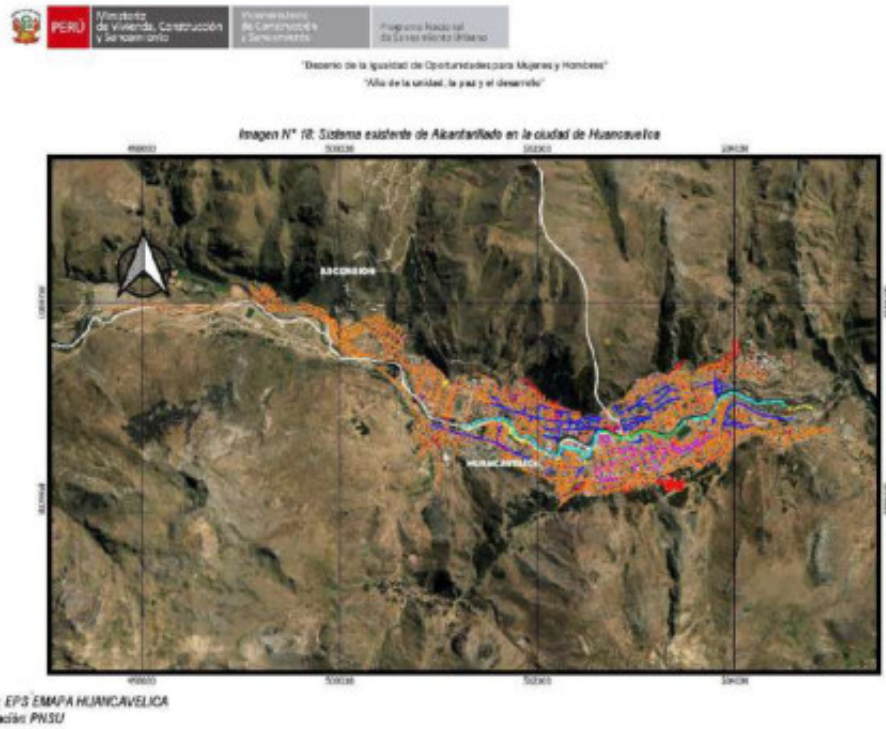 PERÚ
Ministerio
de Vivienda, Construcción
y Saneamiento
Viceministerio
de Construcción
y Saneamiento
Programa Nacional
de Saneamiento Urbano
"Decenio de la Igualdad de Oportunidades para Mujeres y Hombres"
"Año de la unidad, la paz y el desarrollo"
Imagen N° 18: Sistema existente de Alcantarillado en la ciudad de Huancavelica
ASCENSION
HUANCAVELICA
: EPS EMAPA HUANCAVELICA
ación: PNSU